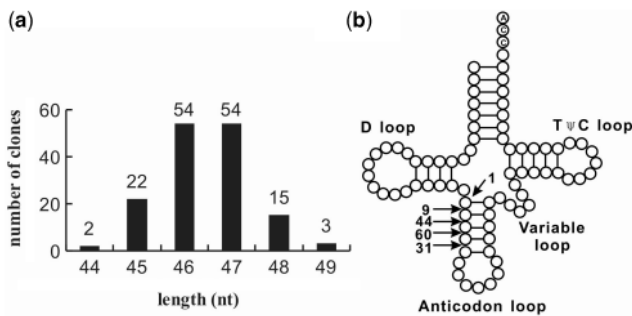 (a)
number of clones
60
40
20
0
2
22
54
54
15
3
44
45
46
47
48
49
length (nt)
(b)
A
C
C
D loop
TψC loop
1
9
44
60
31
Variable
loop
Anticodon loop